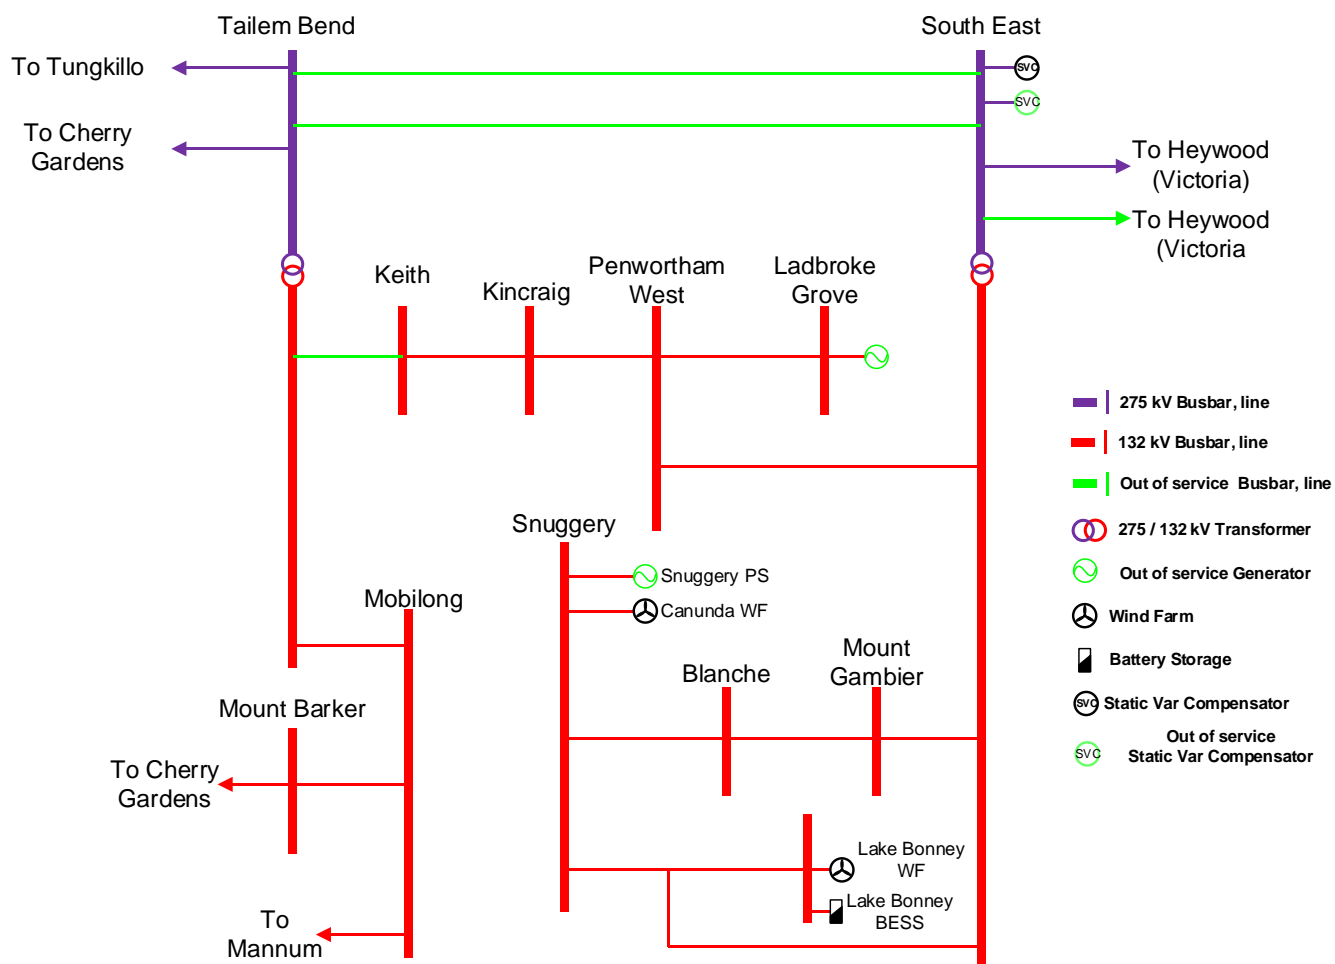 Tailem Bend
South East
To Tungkillo
SVC
SVC
To Cherry
Gardens
To Heywood
(Victoria)
To Heywood
(Victoria
Keith
Kincraig
Penwortham
West
Ladbroke
Grove
275 kV Busbar, line
132 kV Busbar, line
Out of service Busbar, line
275 / 132 kV Transformer
Out of service Generator
Wind Farm
Battery Storage
SVC Static Var Compensator
Out of service
SVC Static Var Compensator
Snuggery
Snuggery PS
Canunda WF
Mobilong
Blanche
Mount
Gambier
Mount Barker
To Cherry
Gardens
Lake Bonney
WF
Lake Bonney
BESS
To
Mannum